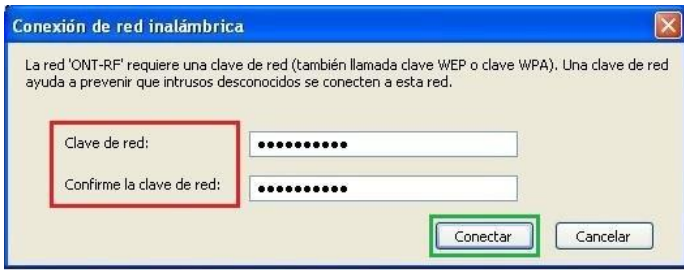 Conexión de red inalámbrica
La red 'ONT-RF' requiere una clave de red (también llamada clave WEP o clave WPA). Una clave de red
ayuda a prevenir que intrusos desconocidos se conecten a esta red.
Clave de red: ●●●●●●●●●●
Confirme la clave de red: ●●●●●●●●●●
Conectar Cancelar